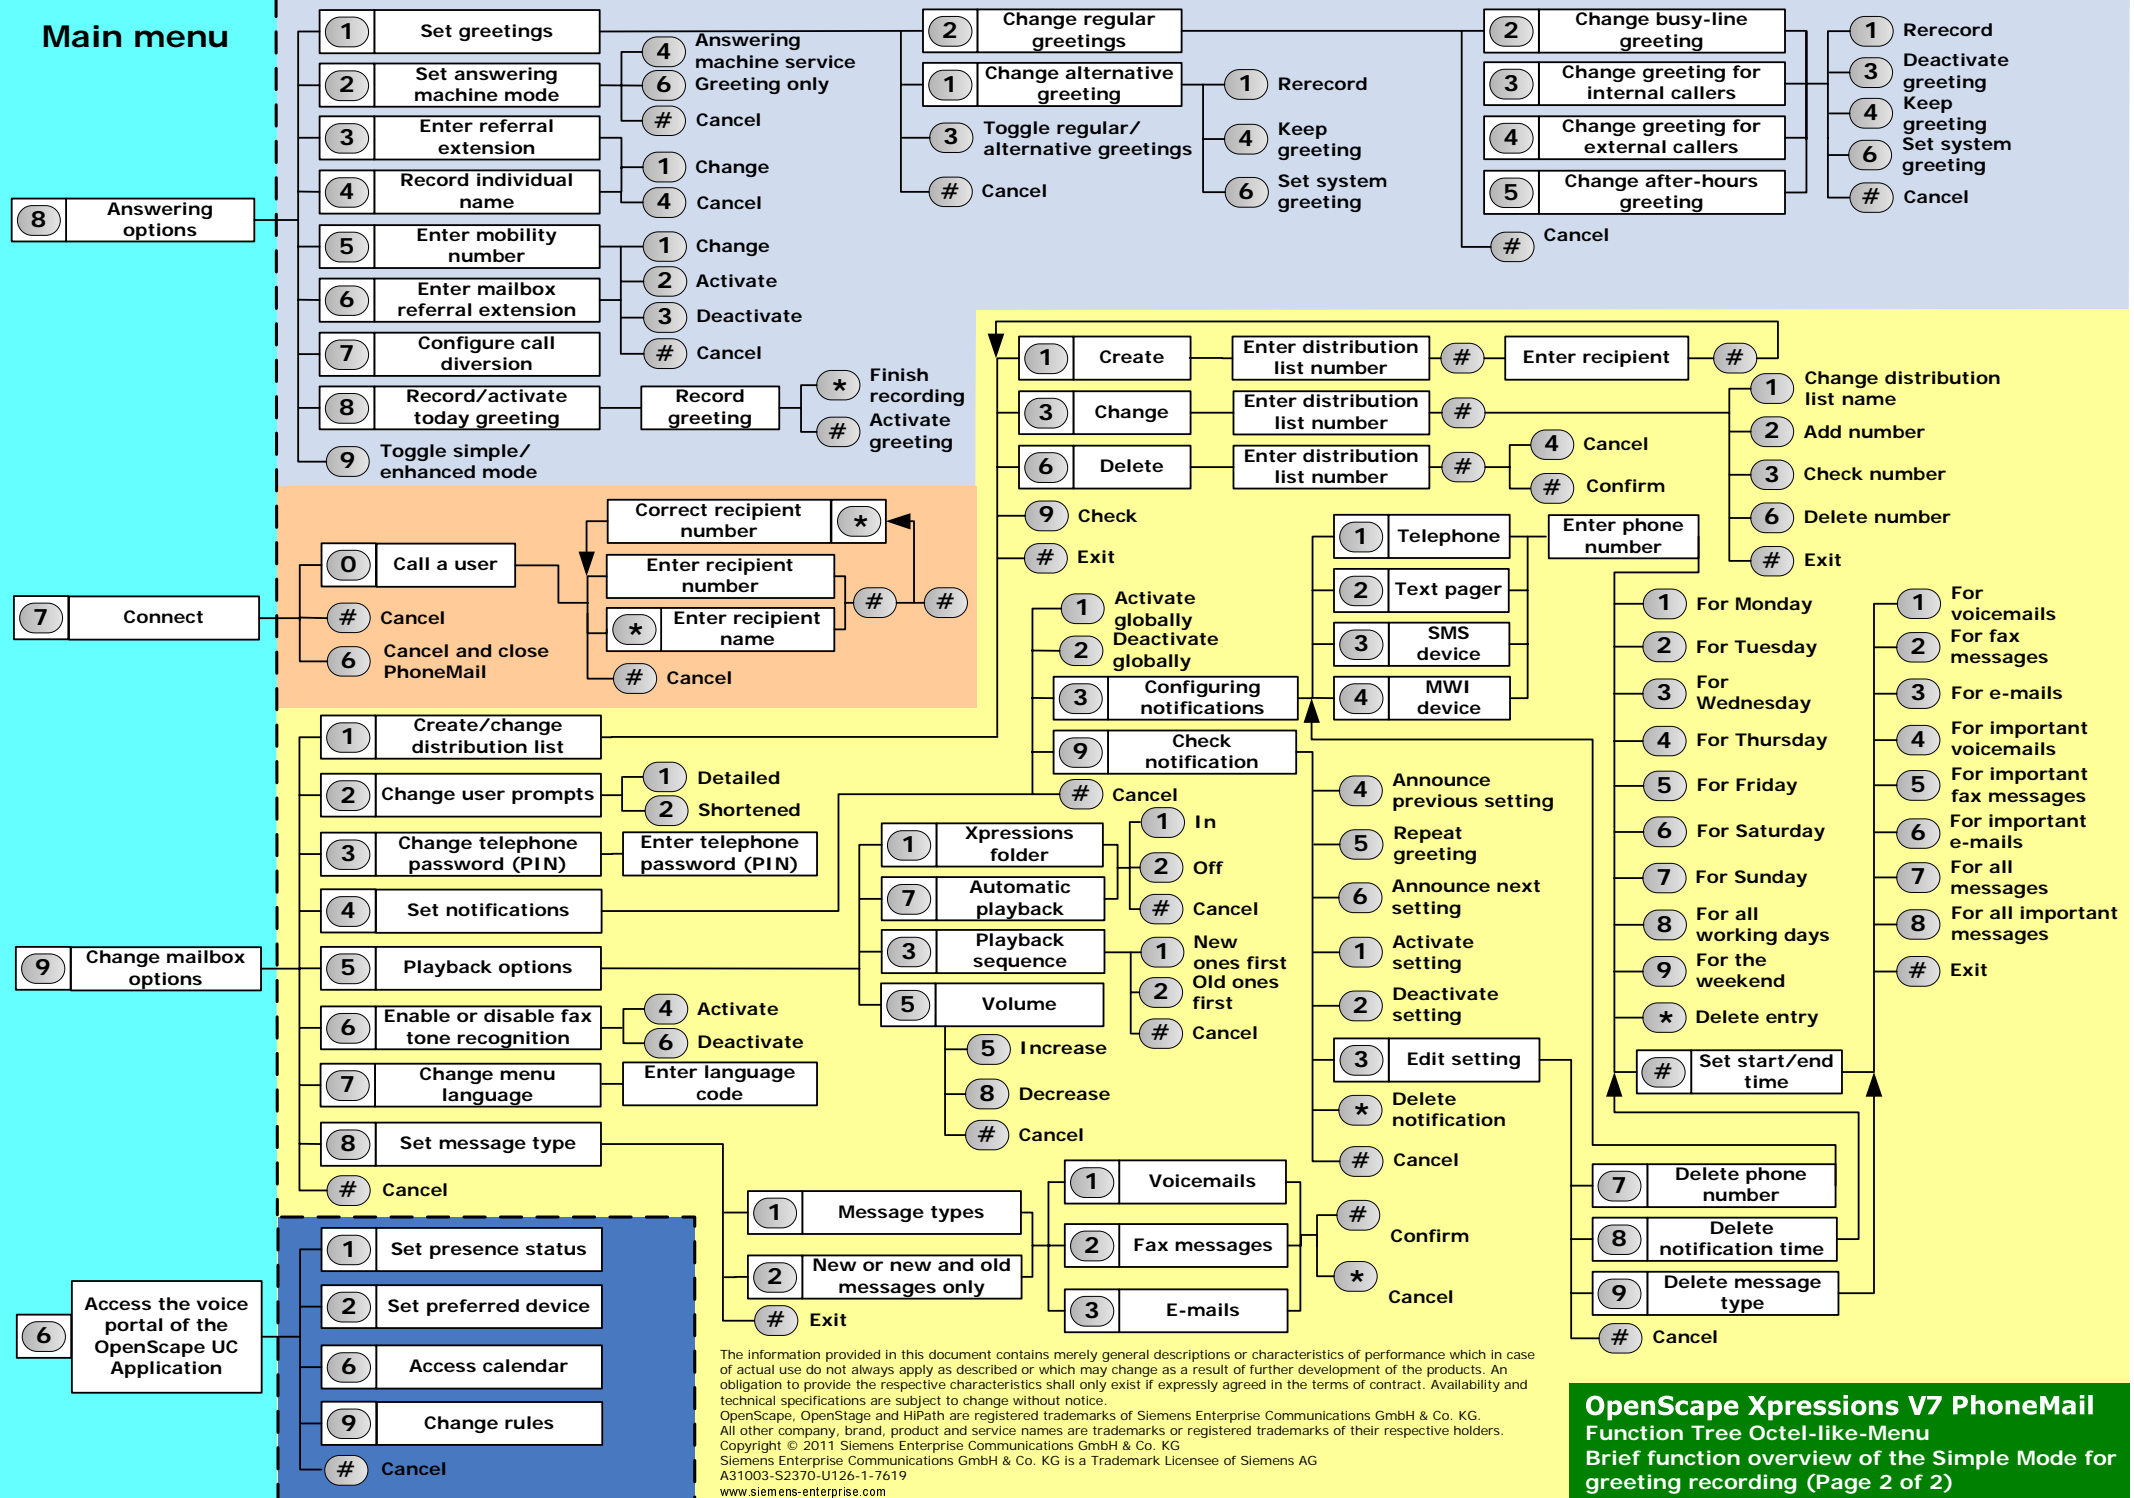 Main menu
8
Answering
options
1
Set greetings
2
Set answering
machine mode
3
Enter referral
extension
4
Record individual
name
5
Enter mobility
number
6
Enter mailbox
referral extension
7
Configure call
diversion
8
Record/activate
today greeting
9
Toggle simple/
enhanced mode
4
Answering
machine service
6
Greeting only
#
Cancel
1
Change
4
Cancel
1
Change
2
Activate
3
Deactivate
#
Cancel
Record
greeting
*
Finish
recording
#
Activate
greeting
2
Change regular
greetings
1
Change alternative
greeting
3
Toggle regular/
alternative greetings
#
Cancel
1
Rerecord
4
Keep
greeting
6
Set system
greeting
2
Change busy-line
greeting
3
Change greeting for
internal callers
4
Change greeting for
external callers
5
Change after-hours
greeting
#
Cancel
1
Rerecord
3
Deactivate
greeting
4
Keep
greeting
6
Set system
greeting
#
Cancel
7
Connect
0
Call a user
#
Cancel
6
Cancel and close
PhoneMail
Correct recipient
number
*
Enter recipient
number
*
Enter recipient
name
#
#
#
Cancel
9
Change mailbox
options
1
Create/change
distribution list
2
Change user prompts
1
Detailed
2
Shortened
3
Change telephone
password (PIN)
Enter telephone
password (PIN)
4
Set notifications
5
Playback options
6
Enable or disable fax
tone recognition
4
Activate
6
Deactivate
7
Change menu
language
Enter language
code
8
Set message type
#
Cancel
1
Create
Enter distribution
list number
#
Enter recipient
#
3
Change
Enter distribution
list number
#
6
Delete
Enter distribution
list number
#
4
Cancel
#
Confirm
9
Check
#
Exit
1
Change distribution
list name
2
Add number
3
Check number
6
Delete number
#
Exit
1
Activate
globally
2
Deactivate
globally
3
Configuring
notifications
9
Check
notification
#
Cancel
1
Telephone
2
Text pager
3
SMS
device
4
MWI
device
Enter phone
number
1
For Monday
2
For Tuesday
3
For
Wednesday
4
For Thursday
5
For Friday
6
For Saturday
7
For Sunday
8
For all
working days
9
For the
weekend
*
Delete entry
#
Set start/end
time
1
For
voicemails
2
For fax
messages
3
For e-mails
4
For important
voicemails
5
For important
fax messages
6
For important
e-mails
7
For all
messages
8
For all important
messages
#
Exit
4
Announce
previous setting
5
Repeat
greeting
6
Announce next
setting
1
Activate
setting
2
Deactivate
setting
3
Edit setting
*
Delete
notification
#
Cancel
7
Delete phone
number
8
Delete
notification time
9
Delete message
type
#
Cancel
1
Xpressions
folder
7
Automatic
playback
3
Playback
sequence
5
Volume
1
In
2
Off
#
Cancel
1
New
ones first
2
Old ones
first
#
Cancel
5
Increase
8
Decrease
#
Cancel
1
Message types
2
New or new and old
messages only
#
Exit
1
Voicemails
2
Fax messages
3
E-mails
#
Confirm
*
Cancel
6
Access the voice
portal of the
OpenScape UC
Application
1
Set presence status
2
Set preferred device
6
Access calendar
9
Change rules
#
Cancel
The information provided in this document contains merely general descriptions or characteristics of performance which in case
of actual use do not always apply as described or which may change as a result of further development of the products. An
obligation to provide the respective characteristics shall only exist if expressly agreed in the terms of contract. Availability and
technical specifications are subject to change without notice.
OpenScape, OpenStage and HiPath are registered trademarks of Siemens Enterprise Communications GmbH & Co. KG.
All other company, brand, product and service names are trademarks or registered trademarks of their respective holders.
Copyright © 2011 Siemens Enterprise Communications GmbH & Co. KG
Siemens Enterprise Communications GmbH & Co. KG is a Trademark Licensee of Siemens AG
A31003-S2370-U126-1-7619
www.siemens-enterprise.com
OpenScape Xpressions V7 PhoneMail
Function Tree Octel-like-Menu
Brief function overview of the Simple Mode for
greeting recording (Page 2 of 2)